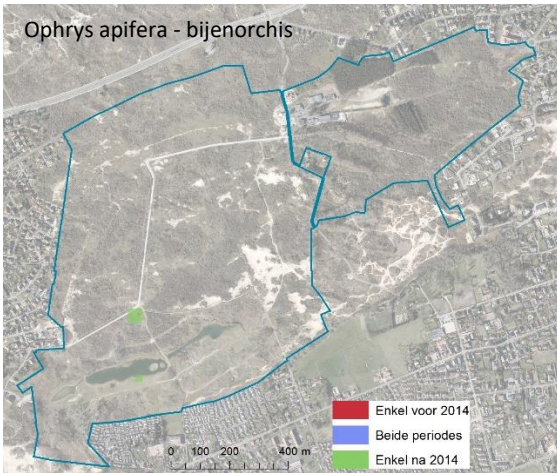 Ophrys apifera - bijenorchis
Enkel voor 2014
Beide periodes
Enkel na 2014
0 100 200 400 m